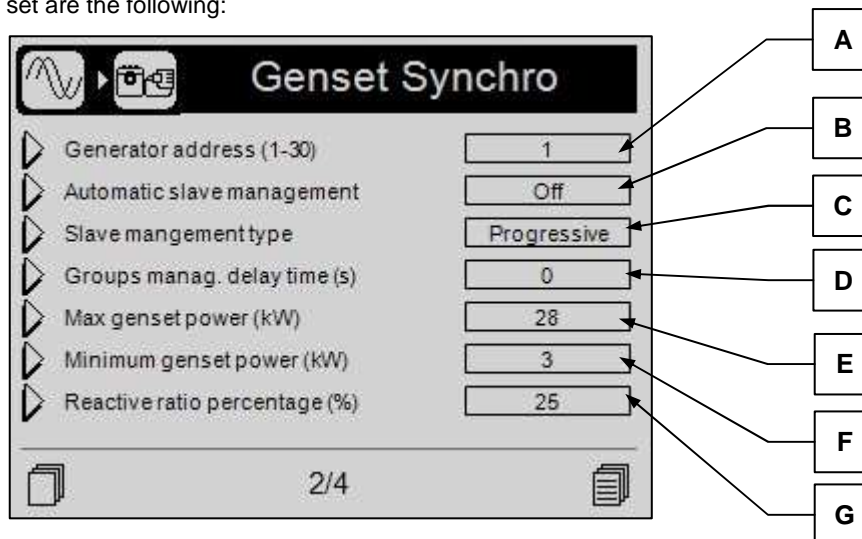 set are the following:
Genset Synchro
Generator address (1-30) 1
Automatic slave management Off
Slave mangement type Progressive
Groups manag. delay time (s) 0
Max genset power (kW) 28
Minimum genset power (kW) 3
Reactive ratio percentage (%) 25
2/4
A
B
C
D
E
F
G